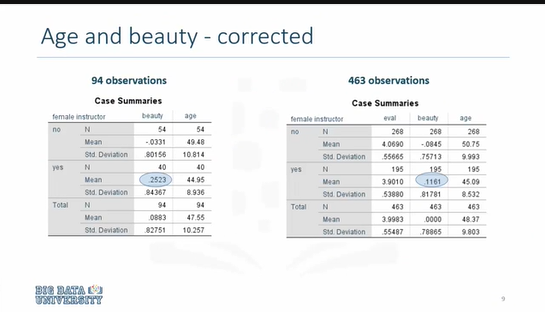 Age and beauty - corrected
94 observations
Case Summaries
female instructor beauty age
no N 54 54
Mean -.0331 49.48
Std. Deviation .80156 10.814
yes N 40 40
Mean .2523 44.95
Std. Deviation .84367 8.936
Total N 94 94
Mean .0883 47.55
Std. Deviation .82751 10.257
463 observations
Case Summaries
female instructor eval beauty age
no N 268 268 268
Mean 4.0690 -.0845 50.75
Std. Deviation .55665 .75713 9.993
yes N 195 195 195
Mean 3.9010 .1161 45.09
Std. Deviation .53880 .81781 8.532
Total N 463 463 463
Mean 3.9983 .0000 48.37
Std. Deviation .55487 .78865 9.803
BIG DATA
UNIVERSITY
9